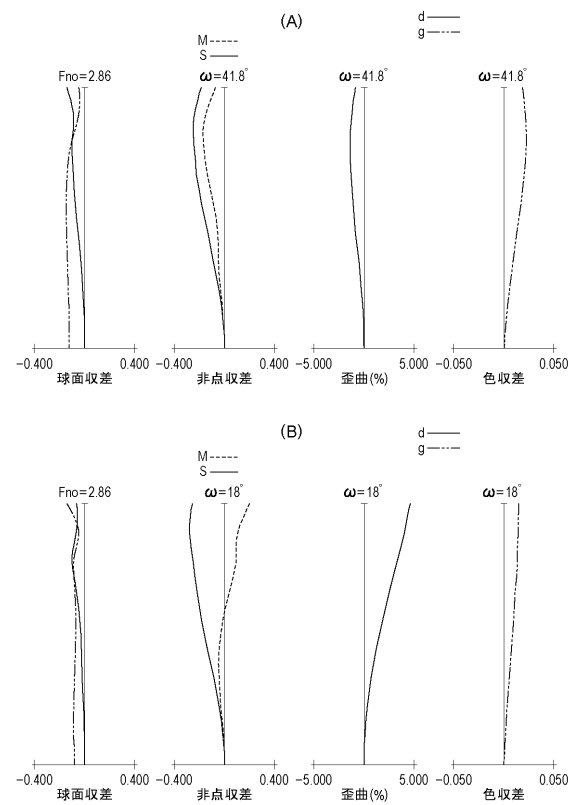 (A)
d
g
M
S
Fno=2.86
ω=41.8°
ω=41.8°
ω=41.8°
-0.400 0.400
球面収差
-0.400 0.400
非点収差
-5.000 5.000
歪曲(%)
-0.050 0.050
色収差
(B)
d
g
M
S
Fno=2.86
ω=18°
ω=18°
ω=18°
-0.400 0.400
球面収差
-0.400 0.400
非点収差
-5.000 5.000
歪曲(%)
-0.050 0.050
色収差